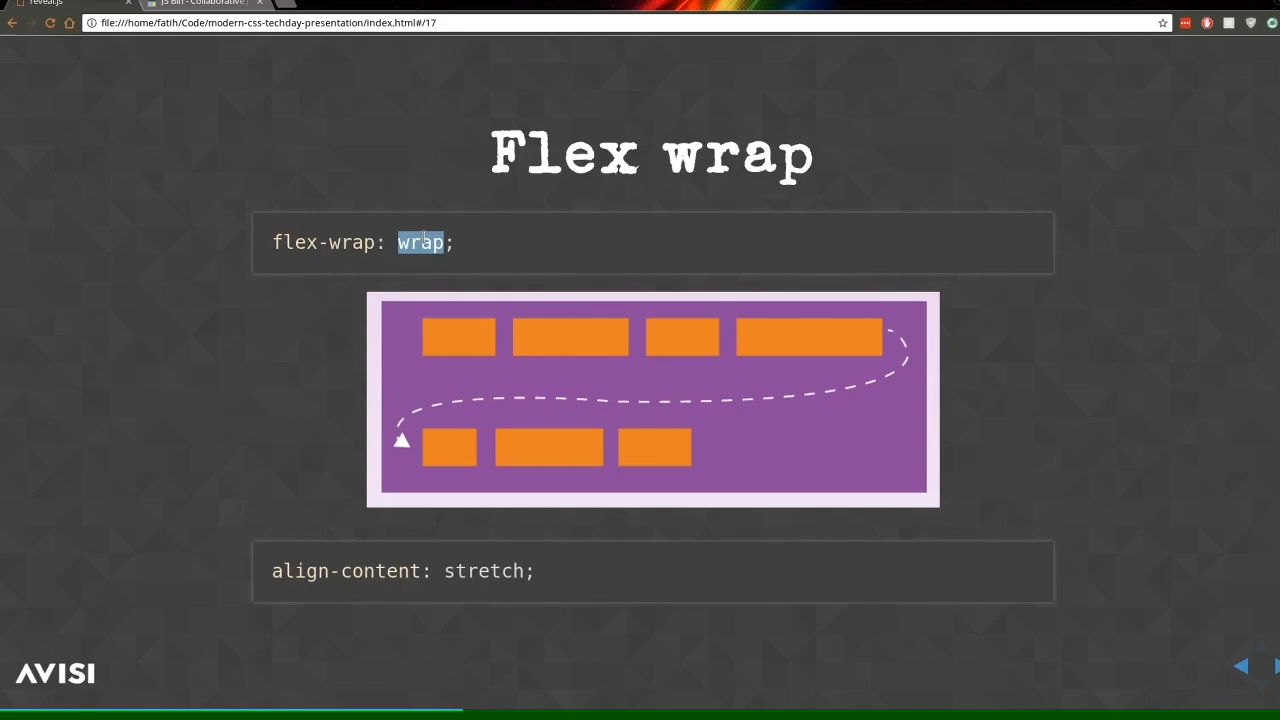 reveal.js
JS Bin - Collaborative
file:///home/fatih/Code/modern-css-techday-presentation/index.html#/17
Flex wrap
flex-wrap: wrap;
align-content: stretch;
AVISI